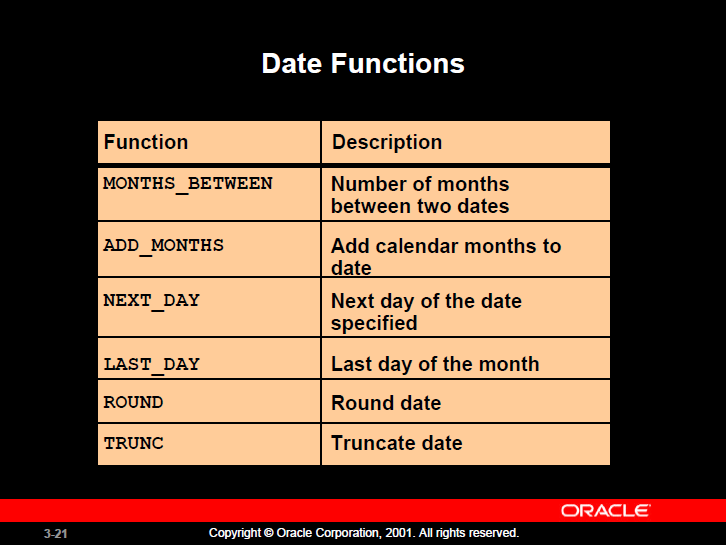 Date Functions
Function Description
MONTHS_BETWEEN Number of months
between two dates
ADD_MONTHS Add calendar months to
date
NEXT_DAY Next day of the date
specified
LAST_DAY Last day of the month
ROUND Round date
TRUNC Truncate date
ORACLE
3-21 Copyright © Oracle Corporation, 2001. All rights reserved.